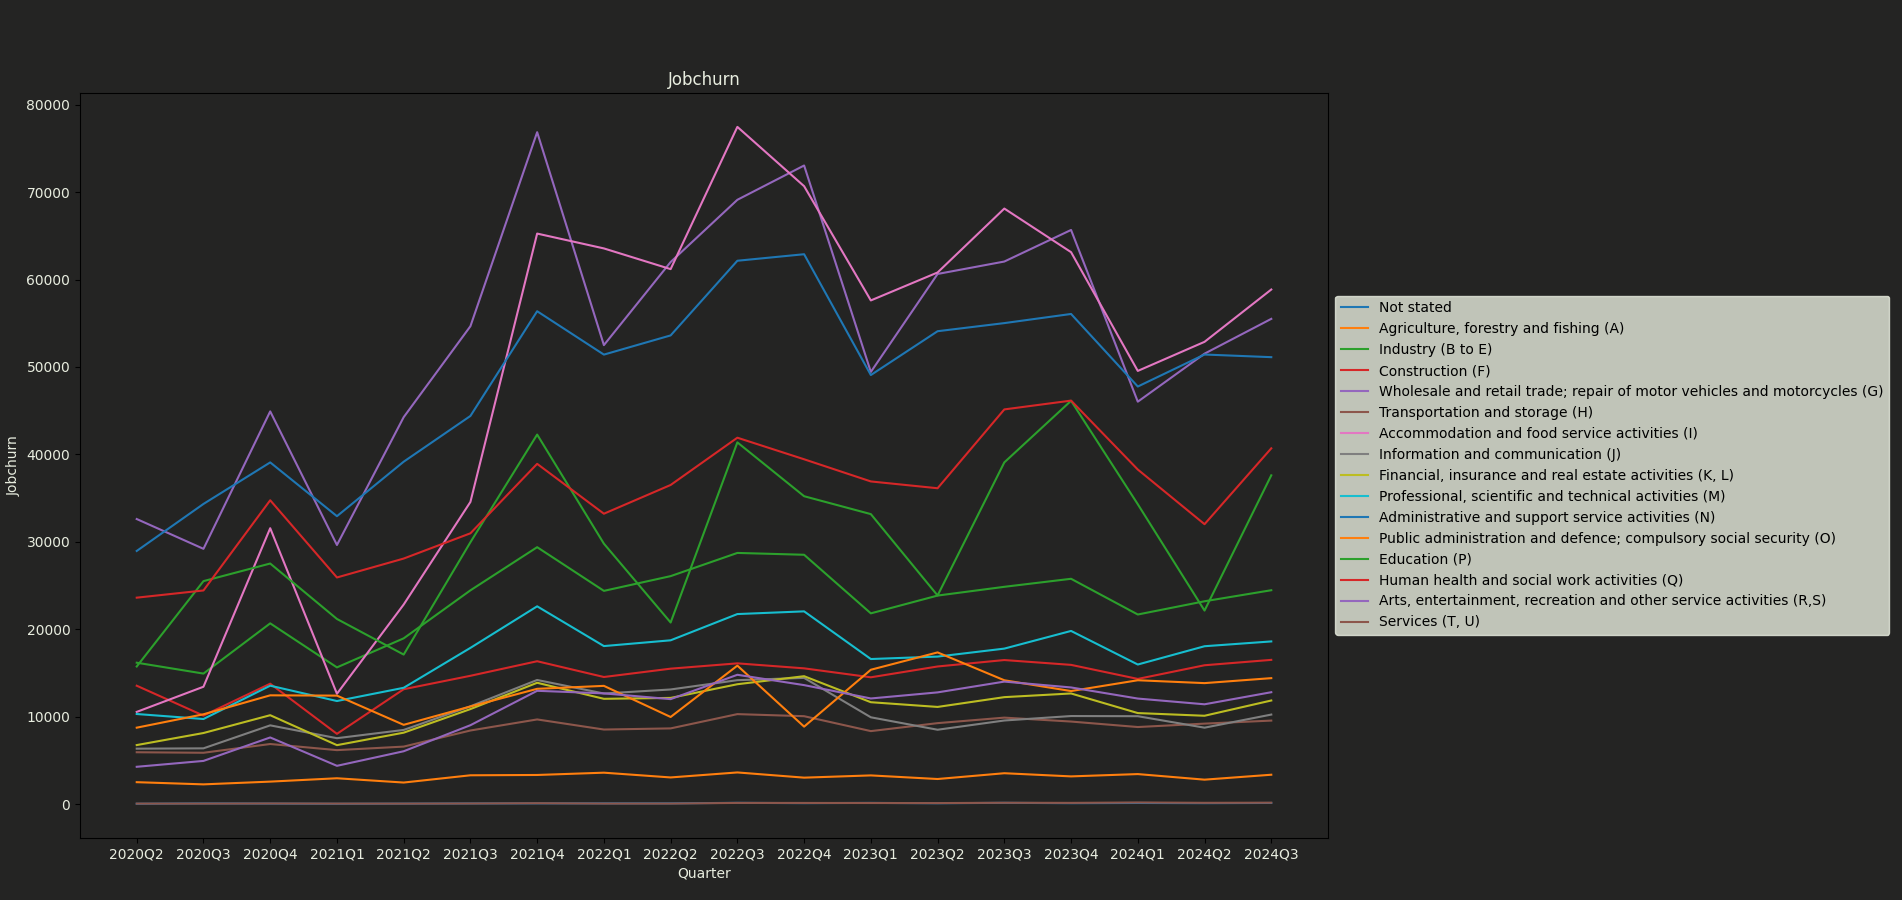 Jobchurn
80000
70000
60000
50000
40000
30000
20000
10000
0
Jobchurn
2020Q2 2020Q3 2020Q4 2021Q1 2021Q2 2021Q3 2021Q4 2022Q1 2022Q2 2022Q3 2022Q4 2023Q1 2023Q2 2023Q3 2023Q4 2024Q1 2024Q2 2024Q3
Quarter
Not stated
Agriculture, forestry and fishing (A)
Industry (B to E)
Construction (F)
Wholesale and retail trade; repair of motor vehicles and motorcycles (G)
Transportation and storage (H)
Accommodation and food service activities (I)
Information and communication (J)
Financial, insurance and real estate activities (K, L)
Professional, scientific and technical activities (M)
Administrative and support service activities (N)
Public administration and defence; compulsory social security (O)
Education (P)
Human health and social work activities (Q)
Arts, entertainment, recreation and other service activities (R,S)
Services (T, U)